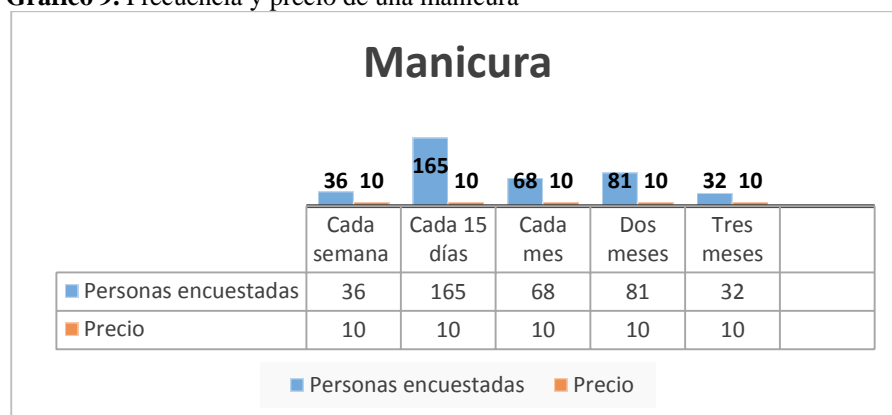 Gráfico 9. Frecuencia y precio de una manicura
Manicura
36 10 165 10 68 10 81 10 32 10
Cada semana Cada 15 días Cada mes Dos meses Tres meses
Personas encuestadas 36 165 68 81 32
Precio 10 10 10 10 10
Personas encuestadas Precio